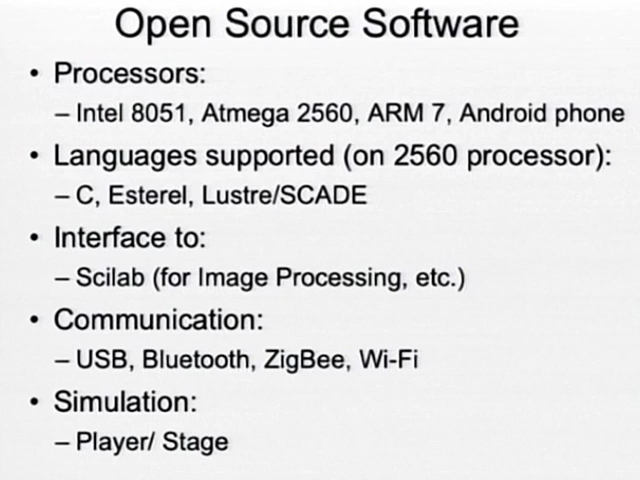 Open Source Software
• Processors:
– Intel 8051, Atmega 2560, ARM 7, Android phone
• Languages supported (on 2560 processor):
– C, Esterel, Lustre/SCADE
• Interface to:
– Scilab (for Image Processing, etc.)
• Communication:
– USB, Bluetooth, ZigBee, Wi-Fi
• Simulation:
– Player/ Stage